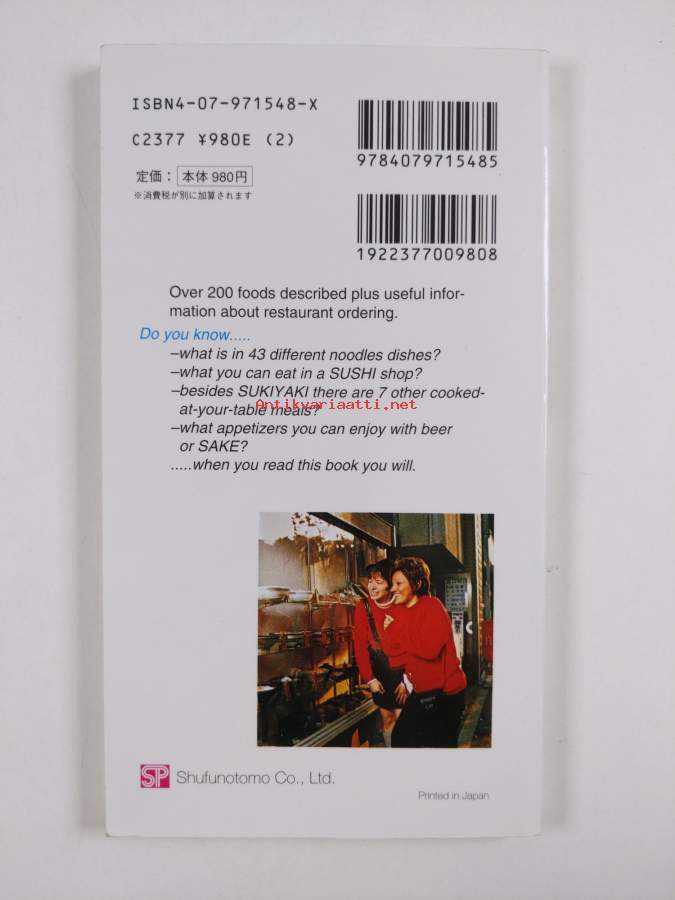 ISBN4-07-971548-X
C2377 ¥980E (2)
定価： 本体 980円
※消費税が別に加算されます
9784079715485
1922377009808
Over 200 foods described plus useful infor-
mation about restaurant ordering.
Do you know.....
–what is in 43 different noodles dishes?
–what you can eat in a SUSHI shop?
–besides SUKIYAKI there are 7 other cooked-
at-your-table meals?
Antikvariaatti.net
–what appetizers you can enjoy with beer
or SAKE?
.....when you read this book you will.
SP Shufunotomo Co., Ltd.
Printed in Japan